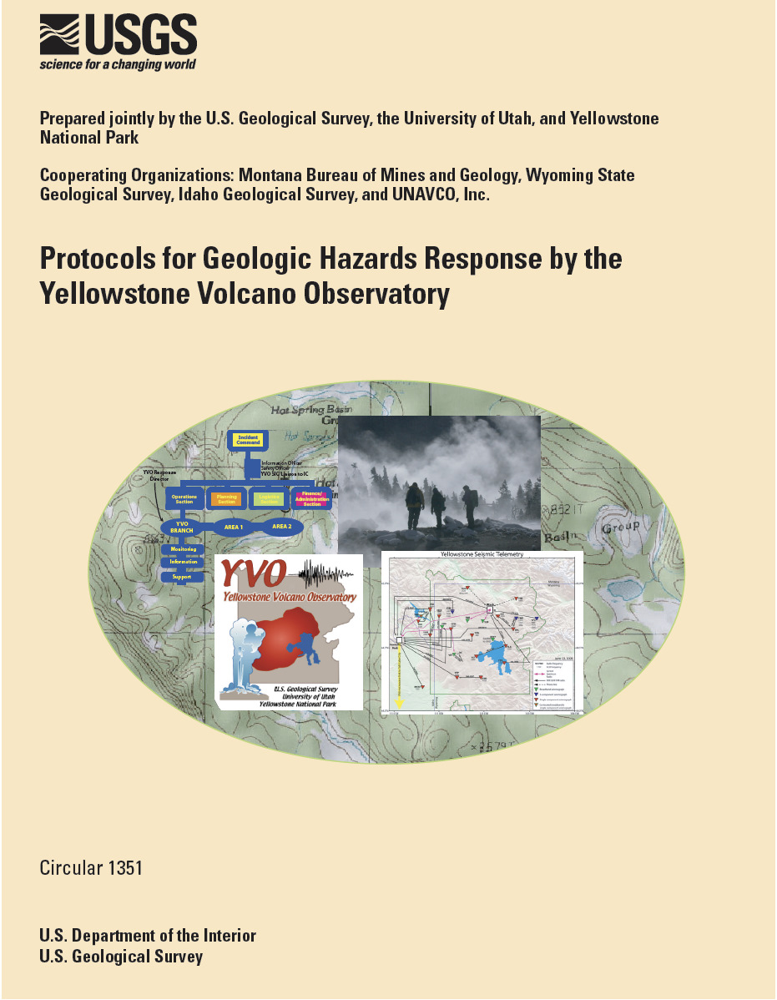 USGS
science for a changing world
Prepared jointly by the U.S. Geological Survey, the University of Utah, and Yellowstone
National Park
Cooperating Organizations: Montana Bureau of Mines and Geology, Wyoming State
Geological Survey, Idaho Geological Survey, and UNAVCO, Inc.
Protocols for Geologic Hazards Response by the
Yellowstone Volcano Observatory
Hot Spring Basin
Incident
Command
Information Officer
Safety Officer
YVO SIC/Liaison to IC
YVO Response
Director
Operations
Section
Planning
Section
Logistics
Section
Finance/
Administration
Section
YVO
BRANCH
AREA 1
AREA 2
Monitoring
Information
Support
Basin
Group
YVO
Yellowstone Volcano Observatory
U.S. Geological Survey
University of Utah
Yellowstone National Park
Yellowstone Seismic Telemetry
Circular 1351
U.S. Department of the Interior
U.S. Geological Survey